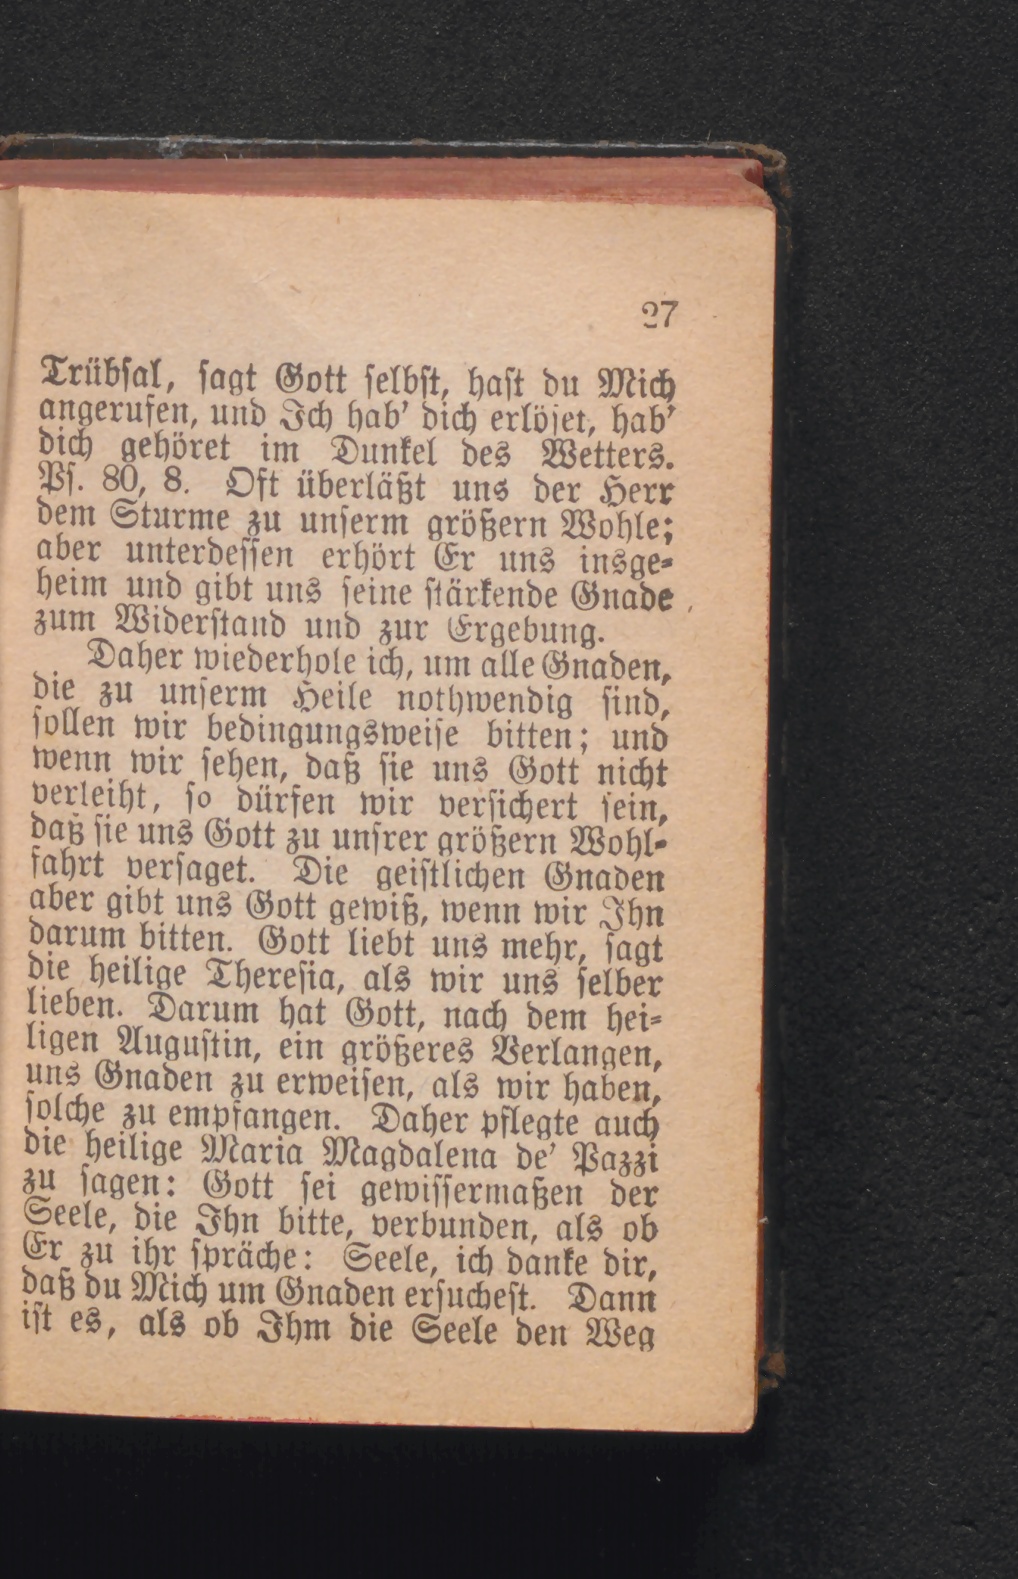 27
Trübsal, sagt Gott selbst, hast du Mich
angerufen, und Ich hab' dich erlöset, hab'
dich gehöret im Dunkel des Wetters.
Ps. 80, 8. Oft überläßt uns der Herr
dem Sturme zu unserm größern Wohle;
aber unterdessen erhört Er uns insge-
heim und gibt uns seine stärkende Gnade
zum Widerstand und zur Ergebung.
Daher wiederhole ich, um alle Gnaden,
die zu unserm Heile nothwendig sind,
sollen wir bedingungsweise bitten; und
wenn wir sehen, daß sie uns Gott nicht
verleiht, so dürfen wir versichert sein,
daß sie uns Gott zu unsrer größern Wohl-
fahrt versaget. Die geistlichen Gnaden
aber gibt uns Gott gewiß, wenn wir Ihn
darum bitten. Gott liebt uns mehr, sagt
die heilige Theresia, als wir uns selber
lieben. Darum hat Gott, nach dem hei-
ligen Augustin, ein größeres Verlangen,
uns Gnaden zu erweisen, als wir haben,
solche zu empfangen. Daher pflegte auch
die heilige Maria Magdalena de' Pazzi
zu sagen: Gott sei gewissermaßen der
Seele, die Ihn bitte, verbunden, als ob
Er zu ihr spräche: Seele, ich danke dir,
daß du Mich um Gnaden ersuchest. Dann
ist es, als ob Ihm die Seele den Weg